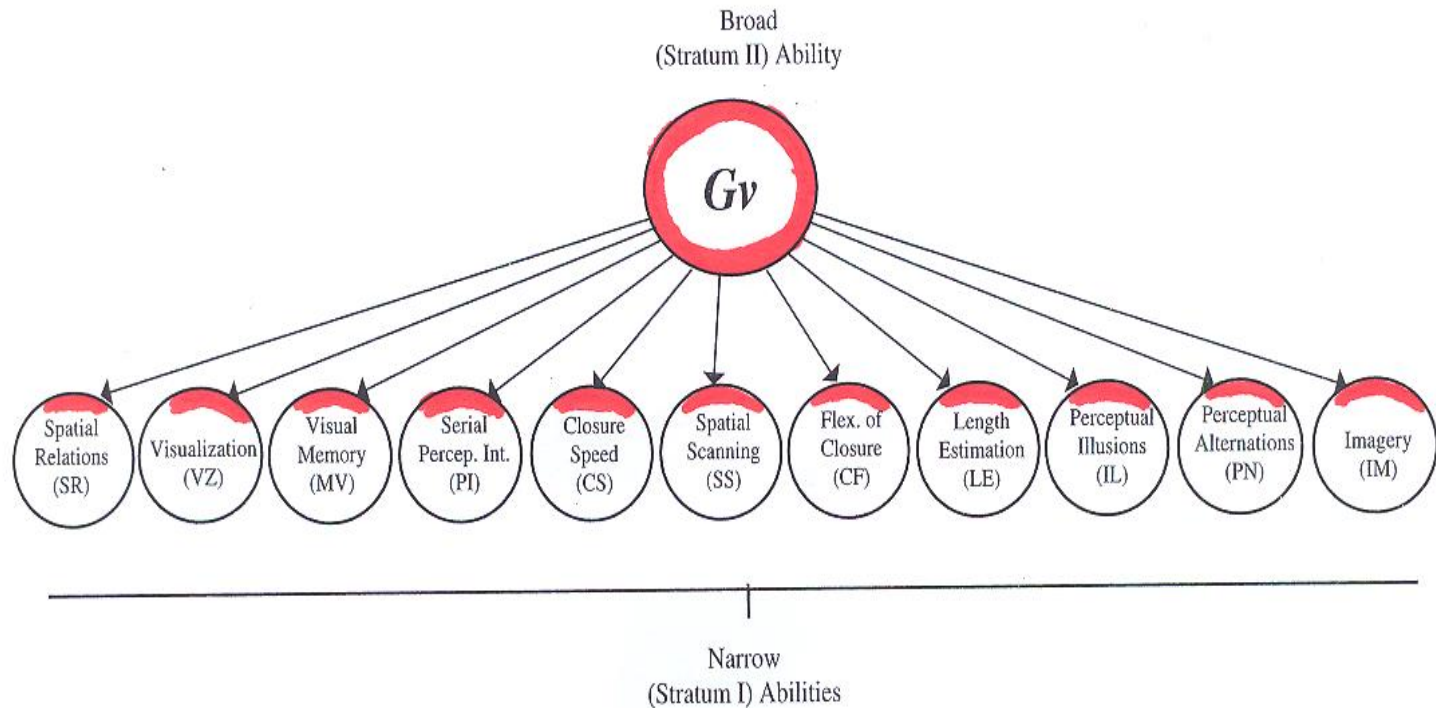 Broad
(Stratum II) Ability
Gv
Spatial
Relations
(SR)
Visualization
(VZ)
Visual
Memory
(MV)
Serial
Percep. Int.
(PI)
Closure
Speed
(CS)
Spatial
Scanning
(SS)
Flex. of
Closure
(CF)
Length
Estimation
(LE)
Perceptual
Illusions
(IL)
Perceptual
Alternations
(PN)
Imagery
(IM)
Narrow
(Stratum I) Abilities